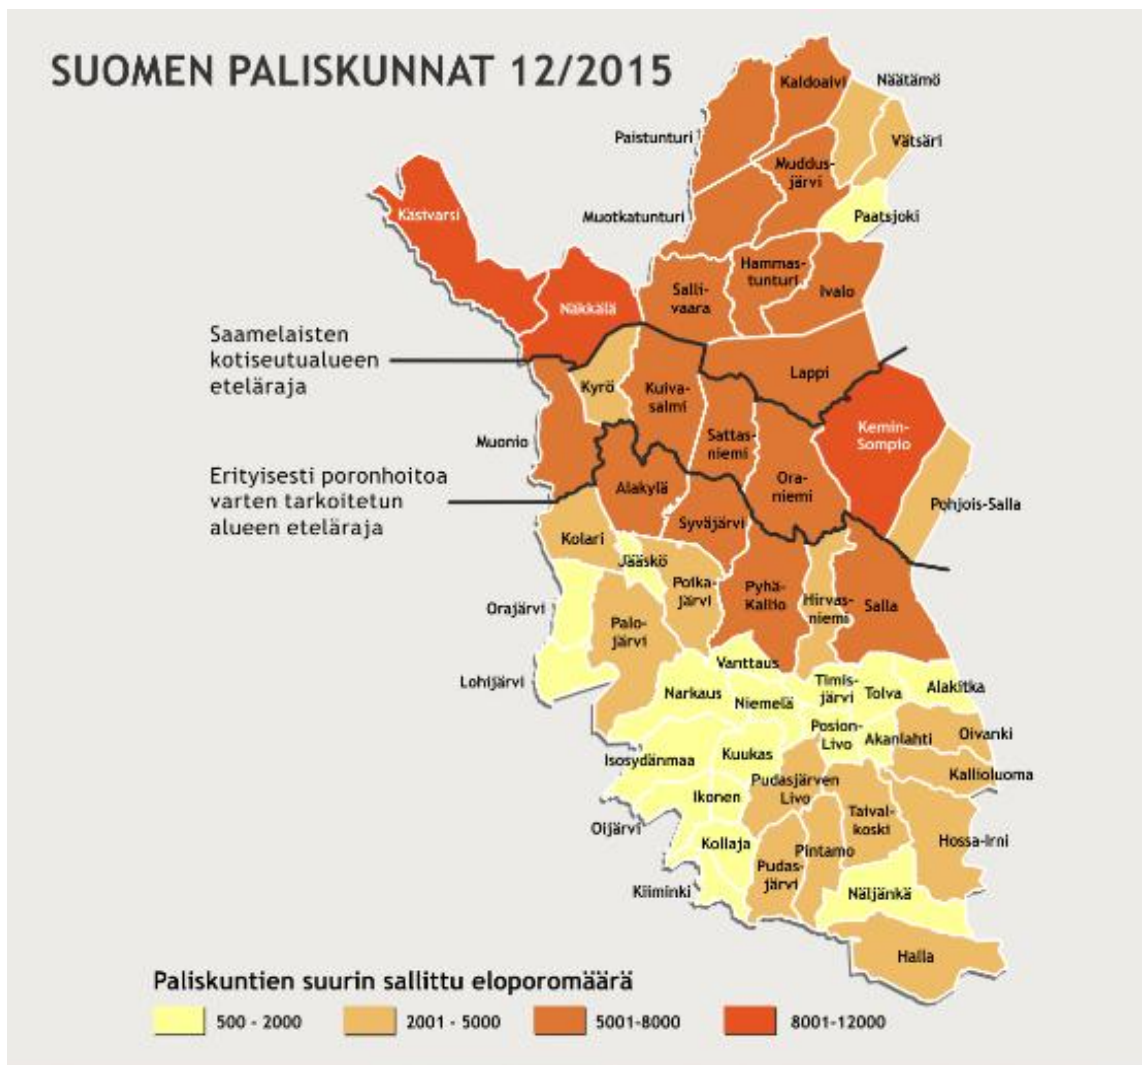 SUOMEN PALISKUNNAT 12/2015
Kaldoaivi
Näätämö
Paistunturi
Vätsäri
Muddus-
järvi
Käsivarsi
Muotkatunturi
Paatsjoki
Hammas-
tunturi
Salli-
vaara
Ivalo
Näkkälä
Saamelaisten
kotiseutualueen
eteläraja
Lappi
Kyrö
Kuiva-
salmi
Kemin-
Sompio
Muonio
Sattas-
niemi
Erityisesti poronhoitoa
varten tarkoitetun
alueen eteläraja
Ora-
niemi
Alakylä
Pohjois-Salla
Syväjärvi
Kolari
Jääskö
Poika-
järvi
Pyhä-
Kallio
Hirvas-
niemi
Salla
Orajärvi
Palo-
järvi
Lohijärvi
Vanttaus
Narkaus
Niemelä
Timis-
järvi
Tolva
Alakitka
Posion-
Livo
Akanlahti
Oivanki
Isosydänmaa
Kuukas
Kallioluoma
Pudasjärven
Livo
Ikonen
Taival-
koski
Oijärvi
Kollaja
Hossa-Irni
Pintamo
Pudas-
järvi
Kiiminki
Näljänkä
Halla
Paliskuntien suurin sallittu eloporomäärä
500 - 2000
2001 - 5000
5001-8000
8001-12000